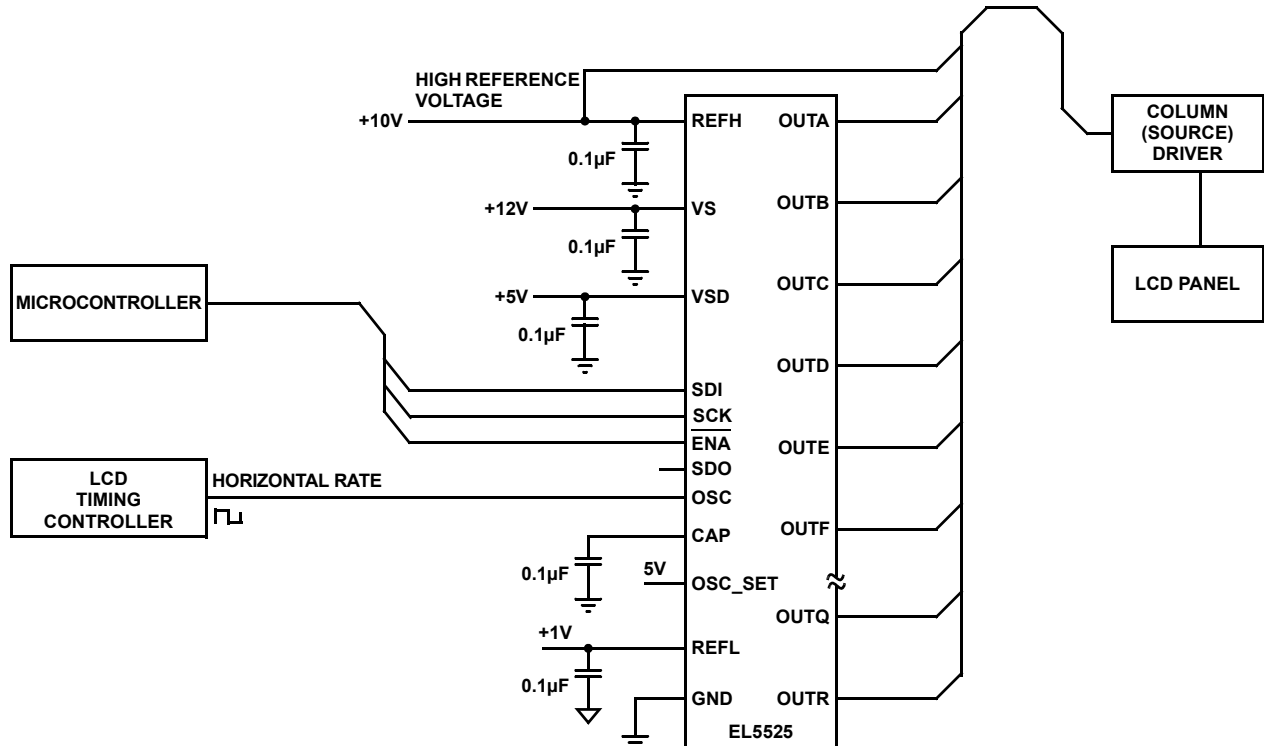 HIGH REFERENCE
VOLTAGE
+10V
REFH
OUTA
0.1µF
COLUMN
(SOURCE)
DRIVER
+12V
VS
OUTB
0.1µF
MICROCONTROLLER
+5V
VSD
OUTC
0.1µF
LCD PANEL
OUTD
SDI
SCK
ENA
OUTE
SDO
LCD
TIMING
CONTROLLER
HORIZONTAL RATE
OSC
CAP
OUTF
0.1µF
5V
OSC_SET
OUTQ
+1V
REFL
0.1µF
GND
OUTR
EL5525